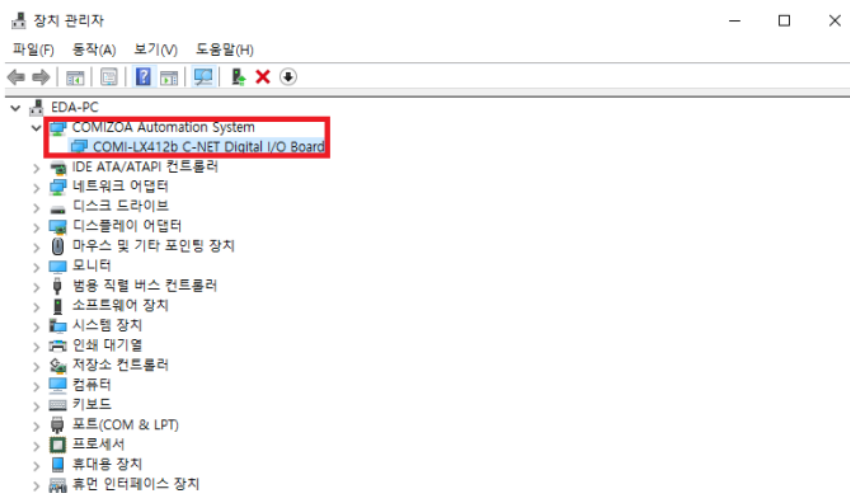 장치 관리자
파일(F) 동작(A) 보기(V) 도움말(H)
EDA-PC
COMIZOA Automation System
COMI-LX412b C-NET Digital I/O Board
IDE ATA/ATAPI 컨트롤러
네트워크 어댑터
디스크 드라이브
디스플레이 어댑터
마우스 및 기타 포인팅 장치
모니터
범용 직렬 버스 컨트롤러
소프트웨어 장치
시스템 장치
인쇄 대기열
저장소 컨트롤러
컴퓨터
키보드
포트(COM & LPT)
프로세서
휴대용 장치
휴먼 인터페이스 장치